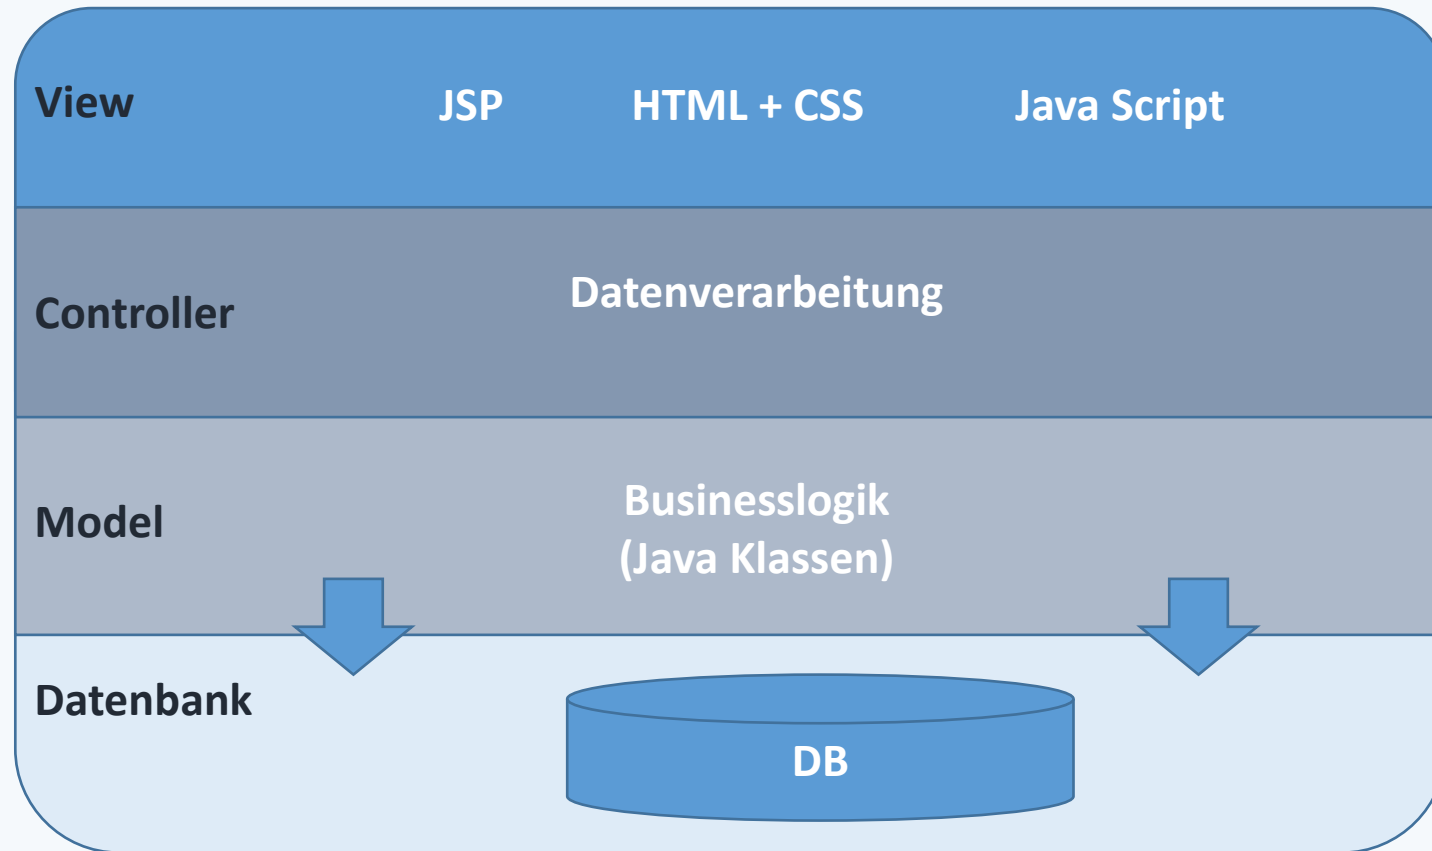 View
JSP
HTML + CSS
Java Script
Controller
Datenverarbeitung
Model
Businesslogik
(Java Klassen)
Datenbank
DB